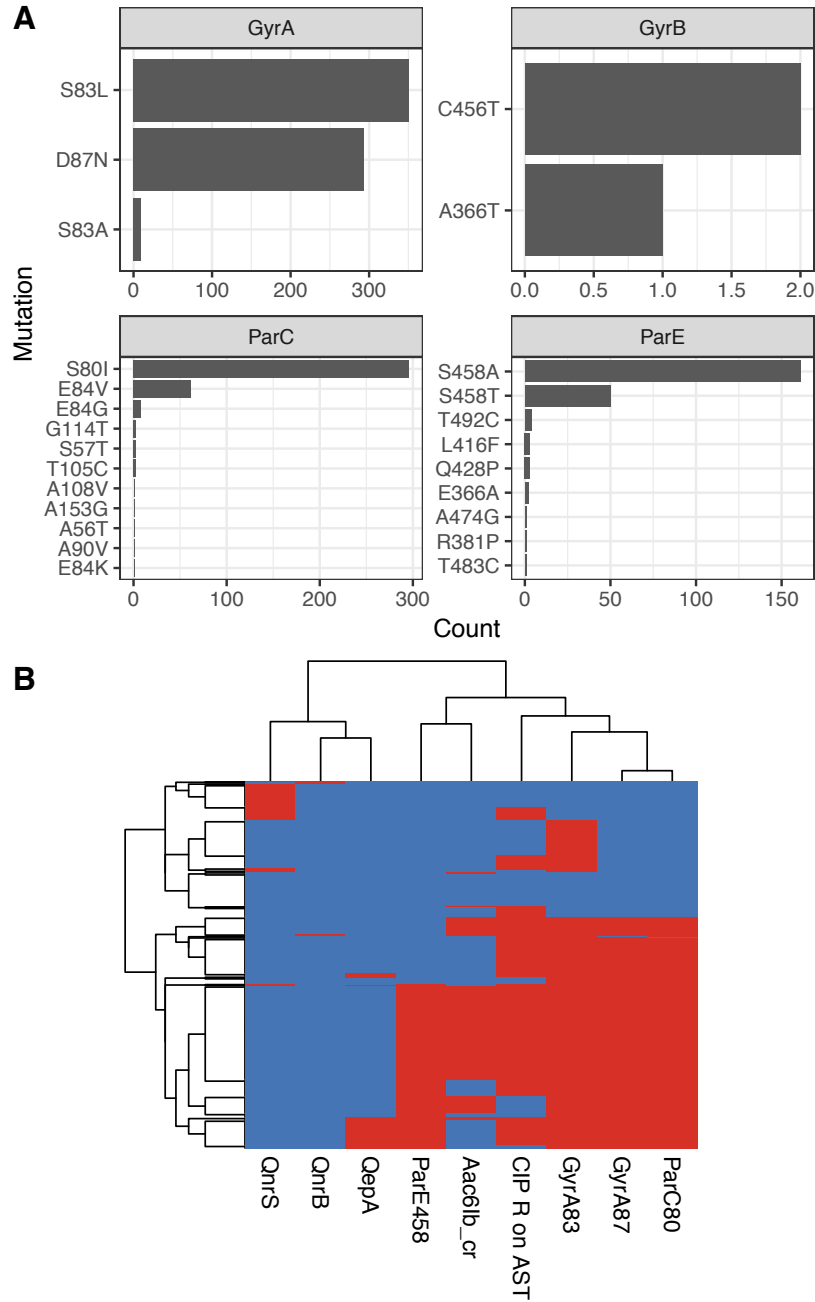 A
GyrA
S83L
D87N
S83A
0 100 200 300
GyrB
C456T
A366T
0.0 0.5 1.0 1.5 2.0
Mutation
ParC
S80I
E84V
E84G
G114T
S57T
T105C
A108V
A153G
A56T
A90V
E84K
0 100 200 300
ParE
S458A
S458T
T492C
L416F
Q428P
E366A
A474G
R381P
T483C
0 50 100 150
Count
B
QnrS
QnrB
QepA
ParE458
Aac6Ib_cr
CIP R on AST
GyrA83
GyrA87
ParC80